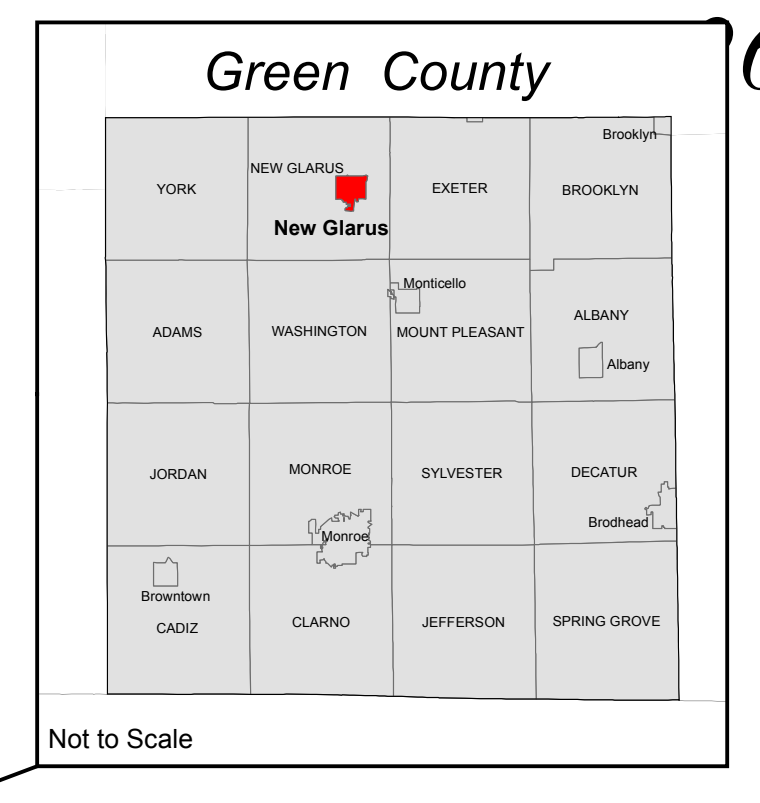 Green County
Brooklyn
NEW GLARUS
YORK
EXETER
BROOKLYN
New Glarus
Monticello
ALBANY
ADAMS
WASHINGTON
MOUNT PLEASANT
Albany
JORDAN
MONROE
SYLVESTER
DECATUR
Brodhead
Monroe
Browntown
CADIZ
CLARNO
JEFFERSON
SPRING GROVE
Not to Scale